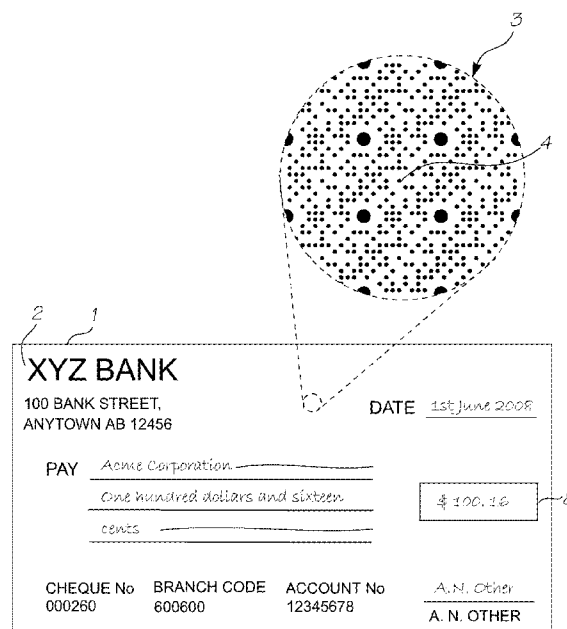 3
4
2 1
XYZ BANK
100 BANK STREET,
ANYTOWN AB 12456
DATE 1st June 2008
PAY Acme Corporation
One hundred dollars and sixteen
cents
$ 100.16
CHEQUE No BRANCH CODE ACCOUNT No
000260 600600 12345678
A.N. Other
A. N. OTHER